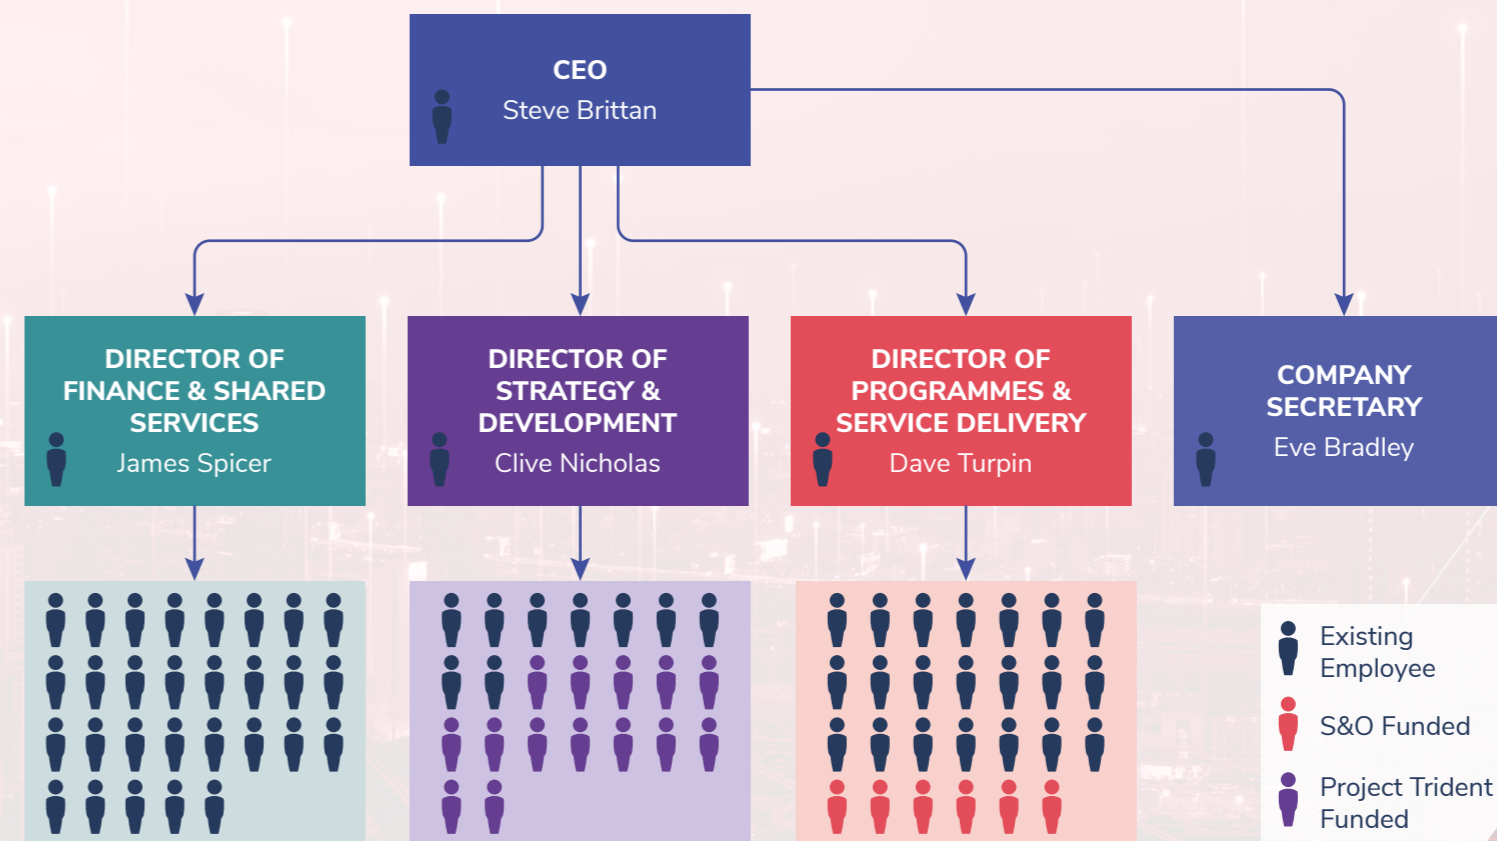 CEO
Steve Brittan
DIRECTOR OF
FINANCE & SHARED
SERVICES
James Spicer
DIRECTOR OF
STRATEGY &
DEVELOPMENT
Clive Nicholas
DIRECTOR OF
PROGRAMMES &
SERVICE DELIVERY
Dave Turpin
COMPANY
SECRETARY
Eve Bradley
Existing
Employee
S&O Funded
Project Trident
Funded